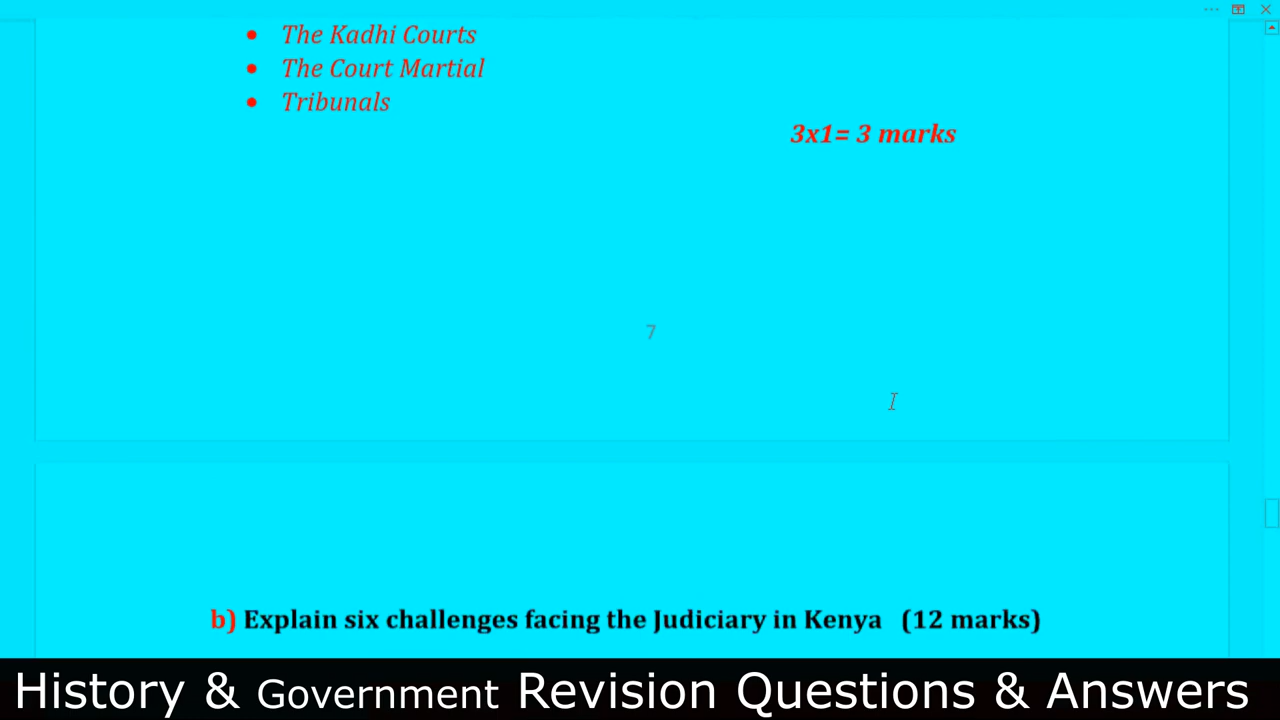 • The Kadhi Courts
• The Court Martial
• Tribunals
3x1= 3 marks
7
b) Explain six challenges facing the Judiciary in Kenya (12 marks)
History & Government Revision Questions & Answers